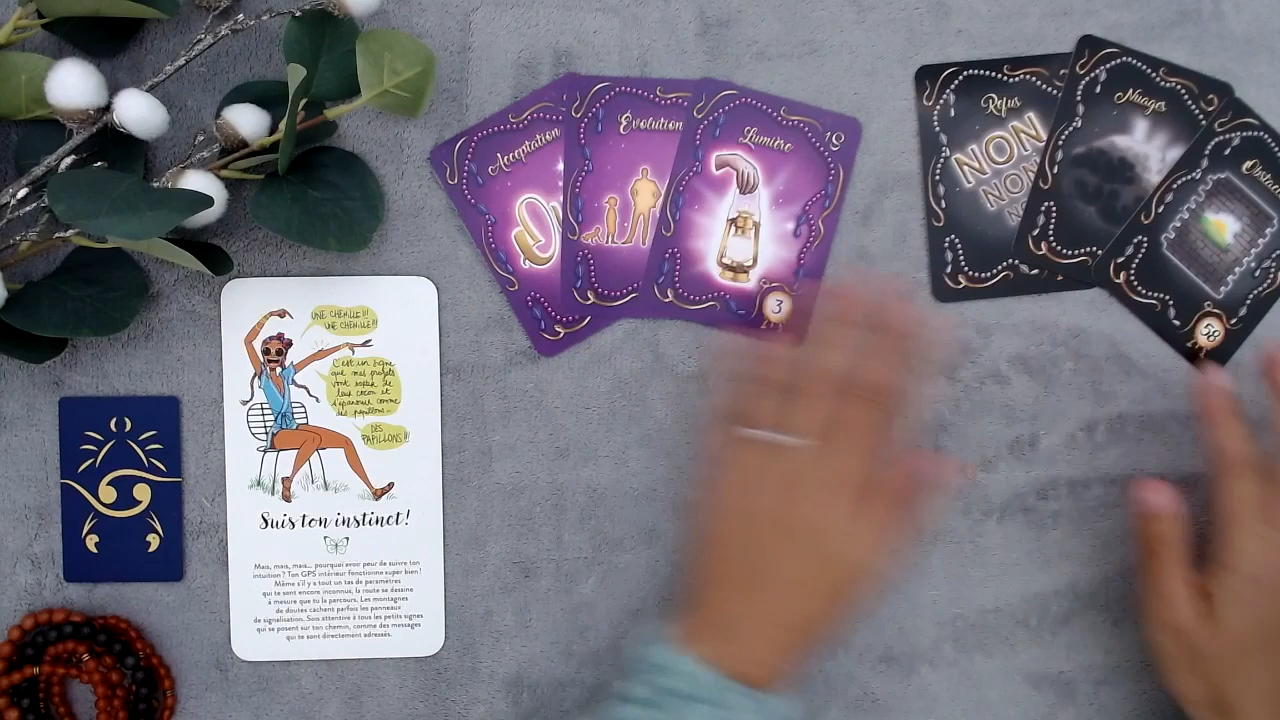 Acceptation
Évolution
Lumière
3
Refus
NON
NON
Nuages
58
UNE CHENILLE!!!
UNE CHENILLE!!!
C'est un signe
que mes projets
vont sortir de
leur cocon et
s'épanouir comme
des papillons...
DES
PAPILLONS!!!
Suis ton instinct!
Mais, mais, mais... pourquoi avoir peur de suivre ton
intuition? Ton GPS intérieur fonctionne super bien!
Même s'il y a tout un tas de paramètres
qui te sont encore inconnus, la route se dessine
à mesure que tu la parcours. Les montagnes
de doutes cachent parfois les panneaux
de signalisation. Sois attentive à tous les petits signes
qui se posent sur ton chemin, comme des messages
qui te sont directement adressés.